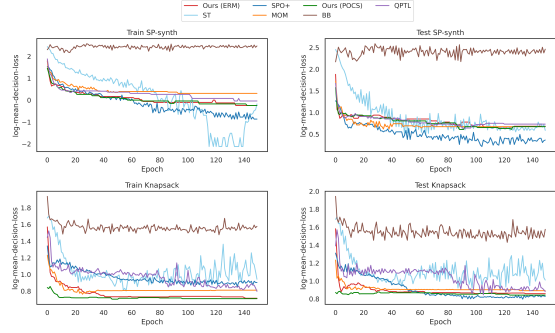 Ours (ERM) SPO+ Ours (POCS) QPTL
ST MOM BB
Train SP-synth
log-mean-decision-loss
2
1
0
−1
−2
0 20 40 60 80 100 120 140
Epoch
Test SP-synth
log-mean-decision-loss
2.5
2.0
1.5
1.0
0.5
0 20 40 60 80 100 120 140
Epoch
Train Knapsack
log-mean-decision-loss
1.8
1.6
1.4
1.2
1.0
0.8
0 20 40 60 80 100 120 140
Epoch
Test Knapsack
log-mean-decision-loss
2.0
1.8
1.6
1.4
1.2
1.0
0.8
0 20 40 60 80 100 120 140
Epoch